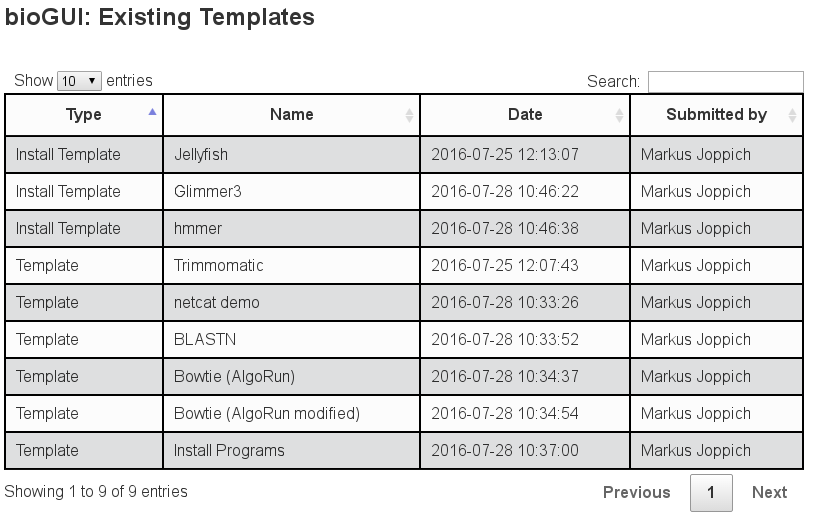 bioGUI: Existing Templates
Show 10 entries Search:
Type Name Date Submitted by
Install Template Jellyfish 2016-07-25 12:13:07 Markus Joppich
Install Template Glimmer3 2016-07-28 10:46:22 Markus Joppich
Install Template hmmer 2016-07-28 10:46:38 Markus Joppich
Template Trimmomatic 2016-07-25 12:07:43 Markus Joppich
Template netcat demo 2016-07-28 10:33:26 Markus Joppich
Template BLASTN 2016-07-28 10:33:52 Markus Joppich
Template Bowtie (AlgoRun) 2016-07-28 10:34:37 Markus Joppich
Template Bowtie (AlgoRun modified) 2016-07-28 10:34:54 Markus Joppich
Template Install Programs 2016-07-28 10:37:00 Markus Joppich
Showing 1 to 9 of 9 entries Previous 1 Next